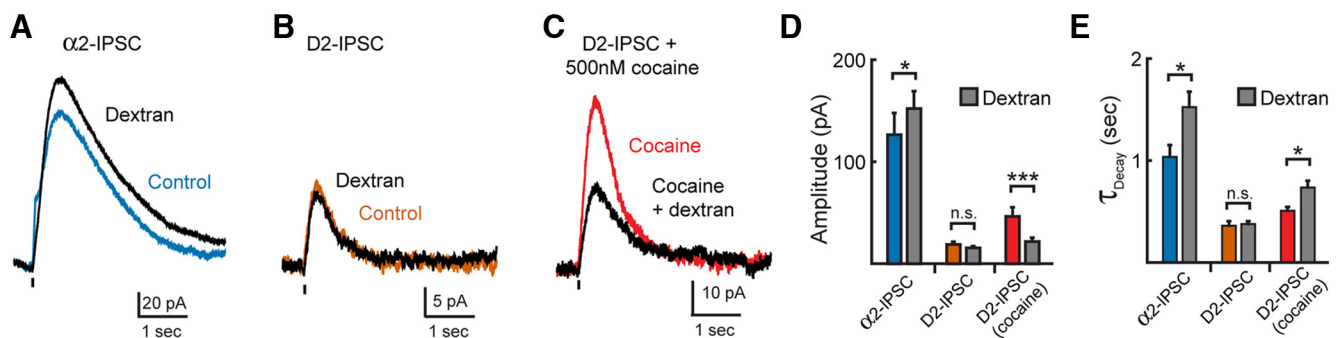 A
α2-IPSC
Dextran
Control
20 pA
1 sec
B
D2-IPSC
Dextran
Control
5 pA
1 sec
C
D2-IPSC +
500nM cocaine
Cocaine
Cocaine
+ dextran
10 pA
1 sec
D
Amplitude (pA)
200
100
*
n.s.
***
Dextran
α2-IPSC
D2-IPSC
D2-IPSC
(cocaine)
E
τDecay (sec)
2
1
*
n.s.
*
Dextran
α2-IPSC
D2-IPSC
D2-IPSC
(cocaine)